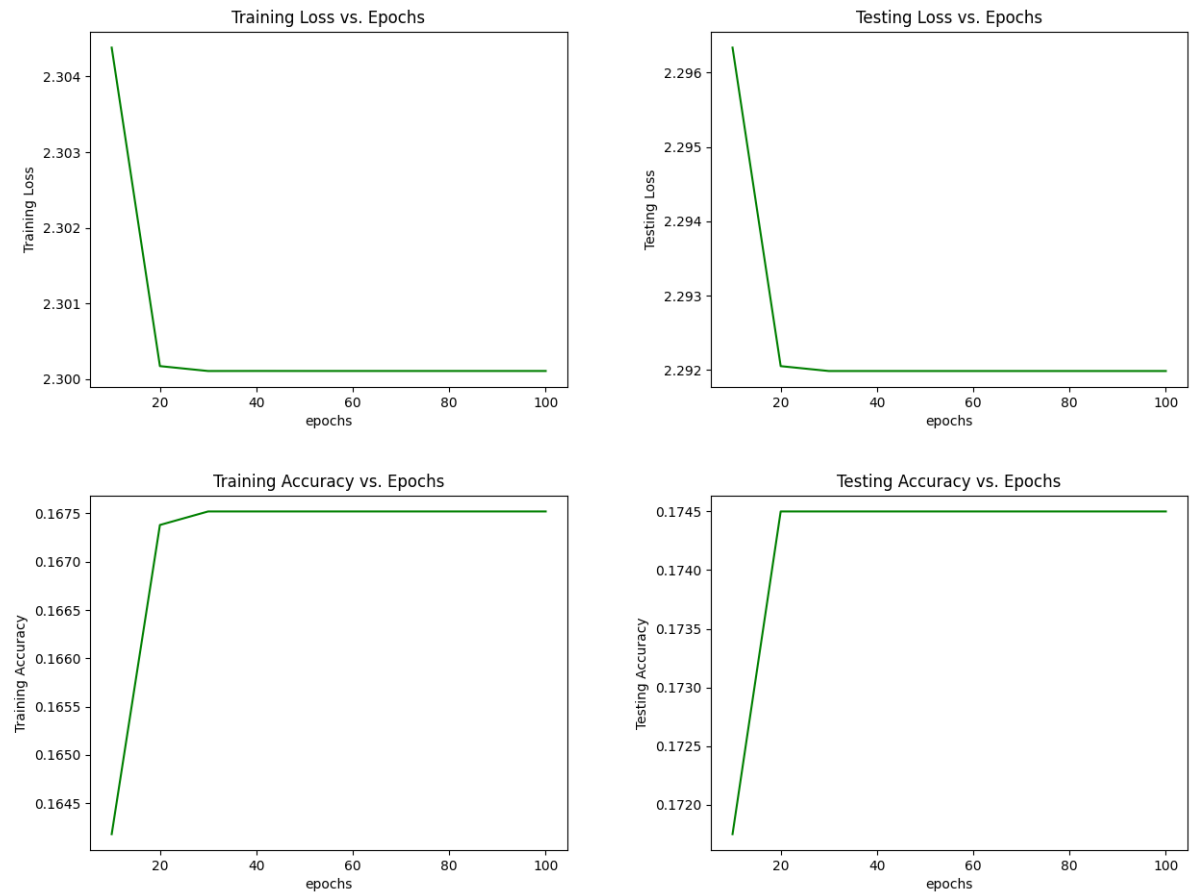 Training Loss vs. Epochs
Training Loss
2.304
2.303
2.302
2.301
2.300
20 40 60 80 100
epochs
Testing Loss vs. Epochs
Testing Loss
2.296
2.295
2.294
2.293
2.292
20 40 60 80 100
epochs
Training Accuracy vs. Epochs
Training Accuracy
0.1675
0.1670
0.1665
0.1660
0.1655
0.1650
0.1645
20 40 60 80 100
epochs
Testing Accuracy vs. Epochs
Testing Accuracy
0.1745
0.1740
0.1735
0.1730
0.1725
0.1720
20 40 60 80 100
epochs